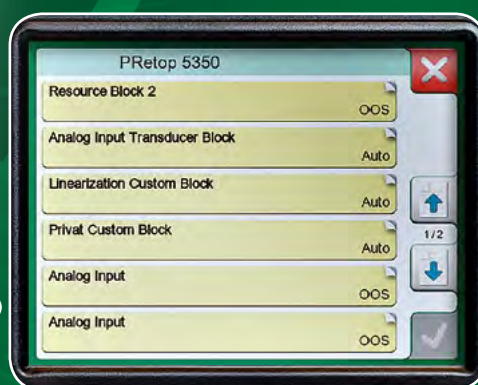 PRetop 5350
Resource Block 2
OOS
Analog Input Transducer Block
Auto
Linearization Custom Block
Auto
Privat Custom Block
Auto
1/2
Analog Input
OOS
Analog Input
OOS